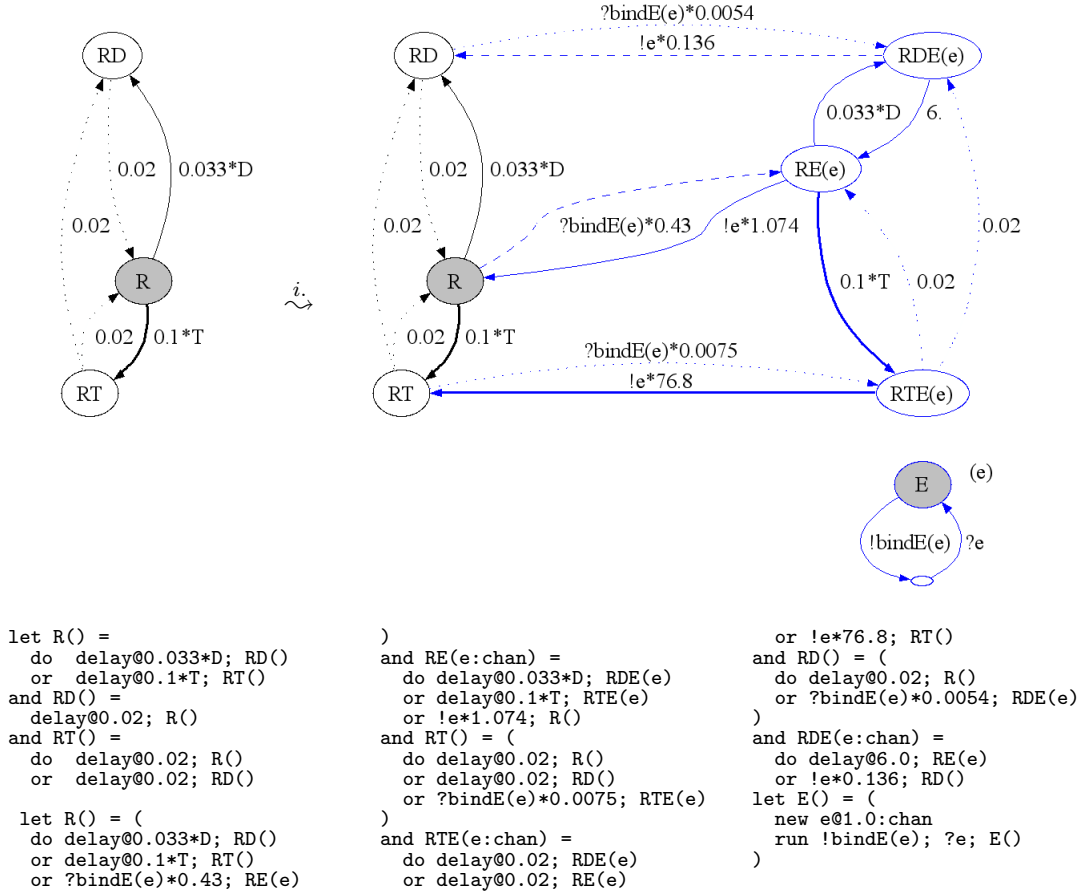 RD
0.02
0.033*D
0.02
R
0.02
0.1*T
RT
i.
?bindE(e)*0.0054
!e*0.136
RD
RDE(e)
0.033*D
6.
0.02
0.033*D
RE(e)
0.02
?bindE(e)*0.43
!e*1.074
0.02
R
0.1*T
0.02
0.02
0.1*T
?bindE(e)*0.0075
!e*76.8
RT
RTE(e)
E
(e)
!bindE(e)
?e
let R() =
do delay@0.033*D; RD()
or delay@0.1*T; RT()
and RD() =
delay@0.02; R()
and RT() =
do delay@0.02; R()
or delay@0.02; RD()
let R() = (
do delay@0.033*D; RD()
or delay@0.1*T; RT()
or ?bindE(e)*0.43; RE(e)
)
and RE(e:chan) =
do delay@0.033*D; RDE(e)
or delay@0.1*T; RTE(e)
or !e*1.074; R()
and RT() = (
do delay@0.02; R()
or delay@0.02; RD()
or ?bindE(e)*0.0075; RTE(e)
)
and RTE(e:chan) =
do delay@0.02; RDE(e)
or delay@0.02; RE(e)
or !e*76.8; RT()
and RD() = (
do delay@0.02; R()
or ?bindE(e)*0.0054; RDE(e)
)
and RDE(e:chan) =
do delay@6.0; RE(e)
or !e*0.136; RD()
let E() = (
new e@1.0:chan
run !bindE(e); ?e; E()
)